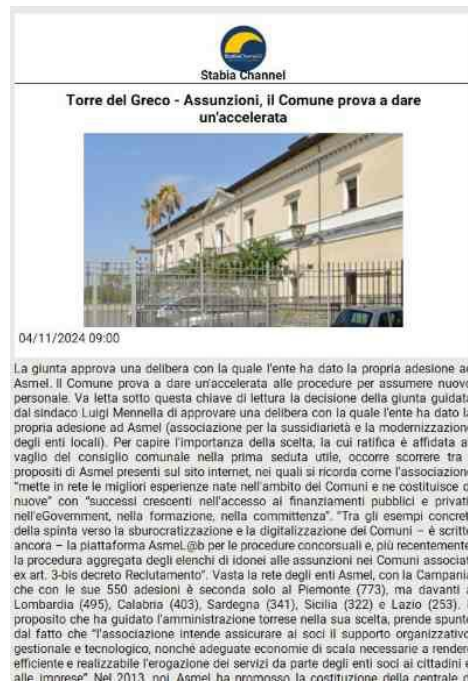 Stabia Channel
Torre del Greco - Assunzioni, il Comune prova a dare
un'accelerata
04/11/2024 09:00
La giunta approva una delibera con la quale l'ente ha dato la propria adesione ad
Asmel. Il Comune prova a dare un'accelerata alle procedure per assumere nuovo
personale. Va letta sotto questa chiave di lettura la decisione della giunta guidata
dal sindaco Luigi Mennella di approvare una delibera con la quale l'ente ha dato la
propria adesione ad Asmel (associazione per la sussidiarietà e la modernizzazione
degli enti locali). Per capire l'importanza della scelta, la cui ratifica è affidata al
vaglio del consiglio comunale nella prima seduta utile, occorre scorrere tra i
propositi di Asmel presenti sul sito internet, nei quali si ricorda come l'associazione
"mette in rete le migliori esperienze nate nell'ambito dei Comuni e ne costituisce di
nuove" con "successi crescenti nell'accesso ai finanziamenti pubblici e privati,
nell'eGovernment, nella formazione, nella committenza". "Tra gli esempi concreti
della spinta verso la sburocratizzazione e la digitalizzazione dei Comuni – è scritto
ancora – la piattaforma AsmeL@b per le procedure concorsuali e, più recentemente,
la procedura aggregata degli elenchi di idonei alle assunzioni nei Comuni associati
ex art. 3-bis decreto Reclutamento". Vasta la rete degli enti Asmel, con la Campania
che con le sue 550 adesioni è seconda solo al Piemonte (773), ma davanti a
Lombardia (495), Calabria (403), Sardegna (341), Sicilia (322) e Lazio (253). Il
proposito che ha guidato l'amministrazione torrese nella sua scelta, prende spunto
dal fatto che "l'associazione intende assicurare ai soci il supporto organizzativo,
gestionale e tecnologico, nonché adeguate economie di scala necessarie a rendere
efficiente e realizzabile l'erogazione dei servizi da parte degli enti soci ai cittadini e
alle imprese". Nel 2013, poi, Asmel ha promosso la costituzione della centrale di